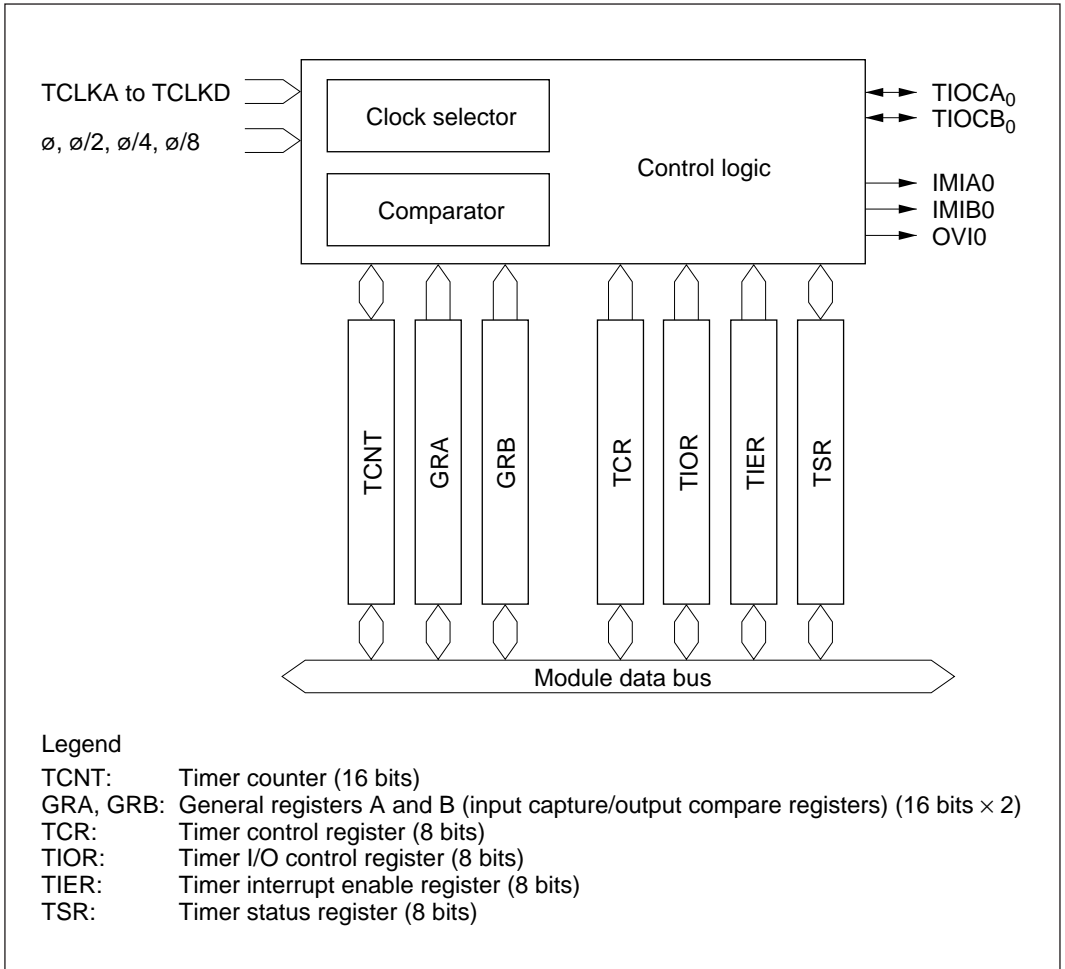 TCLKA to TCLKD
ø, ø/2, ø/4, ø/8
Clock selector
Comparator
Control logic
TIOCA0
TIOCB0
IMIA0
IMIB0
OVI0
TCNT
GRA
GRB
TCR
TIOR
TIER
TSR
Module data bus
Legend
TCNT: Timer counter (16 bits)
GRA, GRB: General registers A and B (input capture/output compare registers) (16 bits × 2)
TCR: Timer control register (8 bits)
TIOR: Timer I/O control register (8 bits)
TIER: Timer interrupt enable register (8 bits)
TSR: Timer status register (8 bits)